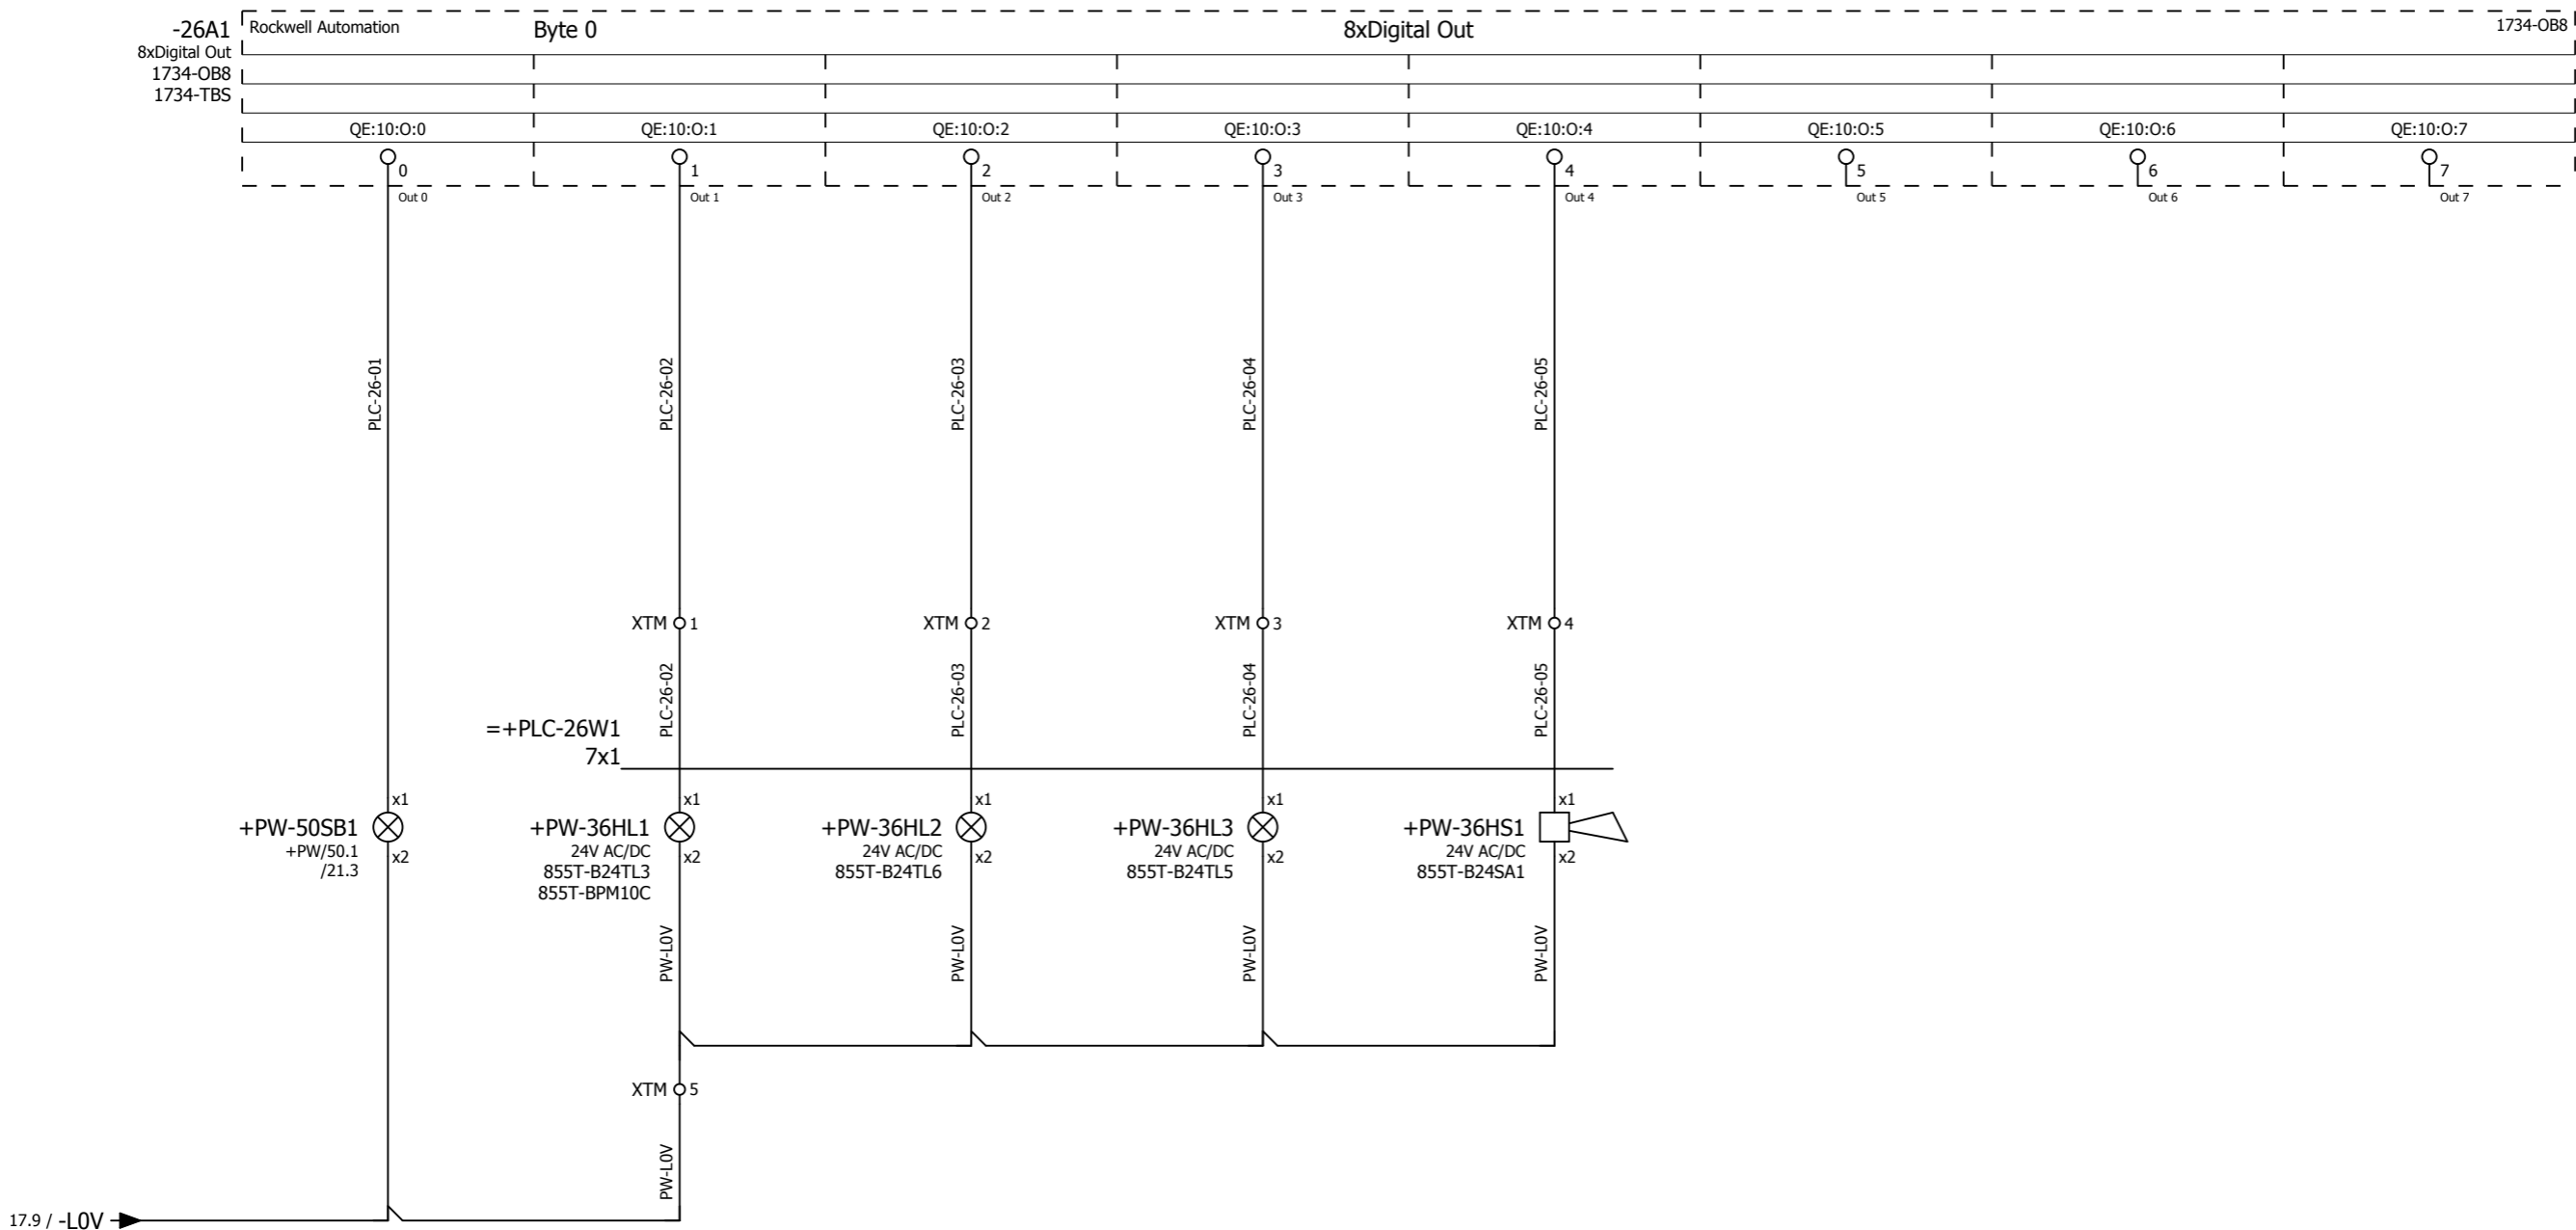 -26A1
8xDigital Out
1734-OB8
1734-TBS
Rockwell Automation Byte 0 8xDigital Out 1734-OB8
QE:10:O:0 QE:10:O:1 QE:10:O:2 QE:10:O:3 QE:10:O:4 QE:10:O:5 QE:10:O:6 QE:10:O:7
0 1 2 3 4 5 6 7
Out 0 Out 1 Out 2 Out 3 Out 4 Out 5 Out 6 Out 7
PLC-26-01 PLC-26-02 PLC-26-03 PLC-26-04 PLC-26-05
XTM 1 XTM 2 XTM 3 XTM 4
PLC-26-02 PLC-26-03 PLC-26-04 PLC-26-05
=+PLC-26W1
7x1
x1 x1 x1 x1 x1
+PW-50SB1 +PW-36HL1 +PW-36HL2 +PW-36HL3 +PW-36HS1
+PW/50.1 x2 24V AC/DC x2 24V AC/DC x2 24V AC/DC x2 24V AC/DC x2
/21.3 855T-B24TL3 855T-B24TL6 855T-B24TL5 855T-B24SA1
855T-BPM10C
PW-L0V PW-L0V PW-L0V PW-L0V
XTM 5
PW-L0V
17.9 / -L0V